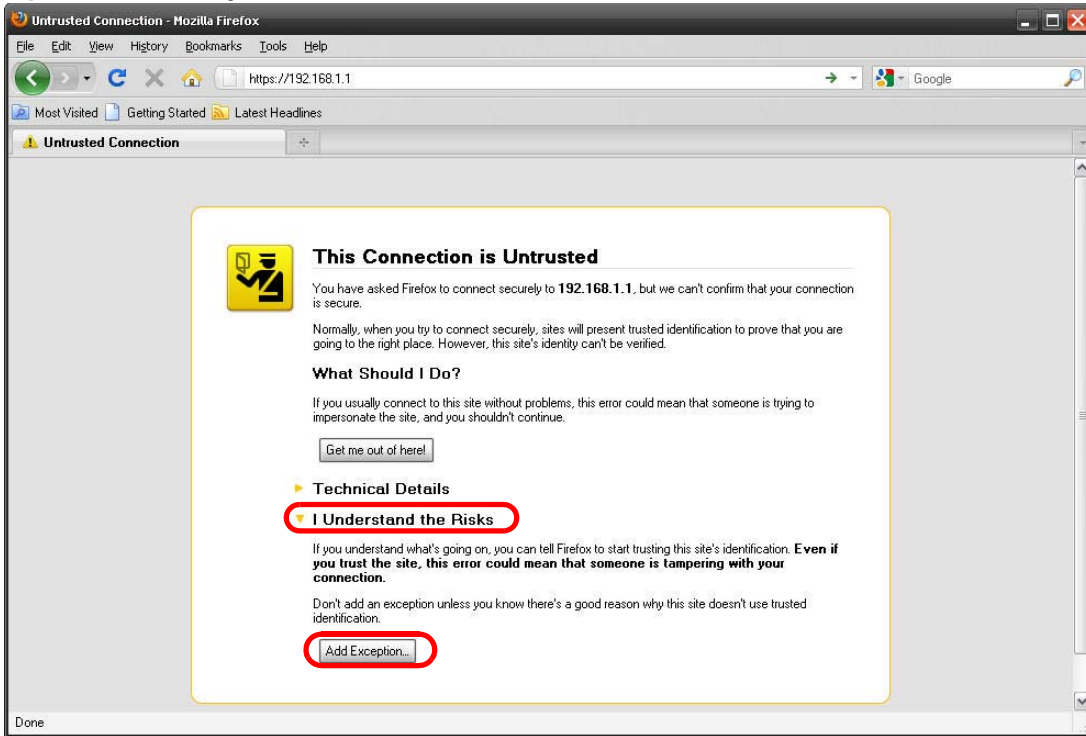 Untrusted Connection - Mozilla Firefox
File Edit View History Bookmarks Tools Help
https://192.168.1.1 Google
Most Visited Getting Started Latest Headlines
Untrusted Connection
This Connection is Untrusted
You have asked Firefox to connect securely to 192.168.1.1, but we can't confirm that your connection
is secure.
Normally, when you try to connect securely, sites will present trusted identification to prove that you are
going to the right place. However, this site's identity can't be verified.
What Should I Do?
If you usually connect to this site without problems, this error could mean that someone is trying to
impersonate the site, and you shouldn't continue.
Get me out of here!
Technical Details
I Understand the Risks
If you understand what's going on, you can tell Firefox to start trusting this site's identification. Even if
you trust the site, this error could mean that someone is tampering with your
connection.
Don't add an exception unless you know there's a good reason why this site doesn't use trusted
identification.
Add Exception...
Done